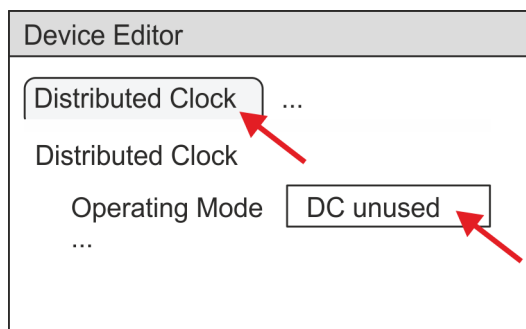 Device Editor
Distributed Clock ...
Distributed Clock
Operating Mode DC unused
...